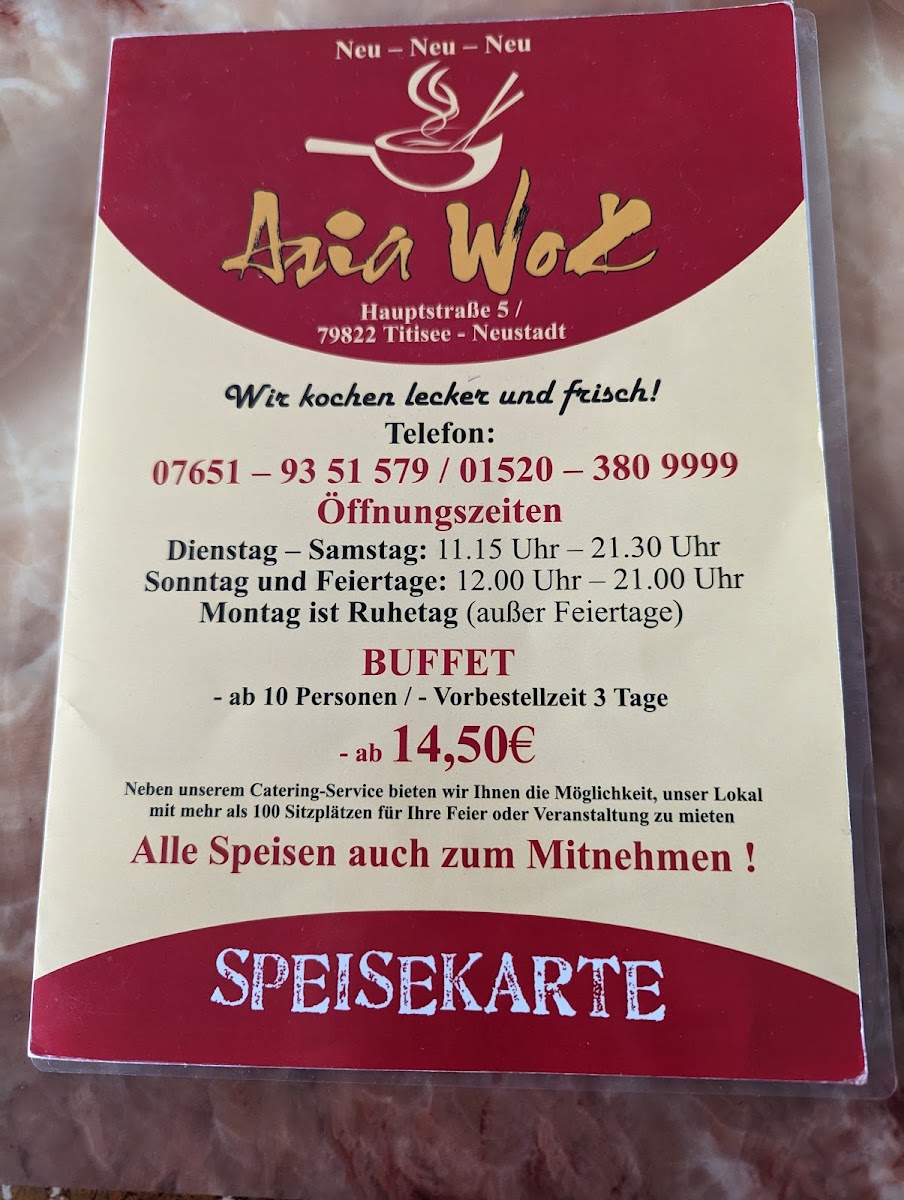 Neu – Neu – Neu
Asia Wok
Hauptstraße 5 /
79822 Titisee - Neustadt
Wir kochen lecker und frisch!
Telefon:
07651 – 93 51 579 / 01520 – 380 9999
Öffnungszeiten
Dienstag – Samstag: 11.15 Uhr – 21.30 Uhr
Sonntag und Feiertage: 12.00 Uhr – 21.00 Uhr
Montag ist Ruhetag (außer Feiertage)
BUFFET
- ab 10 Personen / - Vorbestellzeit 3 Tage
- ab 14,50€
Neben unserem Catering-Service bieten wir Ihnen die Möglichkeit, unser Lokal
mit mehr als 100 Sitzplätzen für Ihre Feier oder Veranstaltung zu mieten
Alle Speisen auch zum Mitnehmen !
SPEISEKARTE